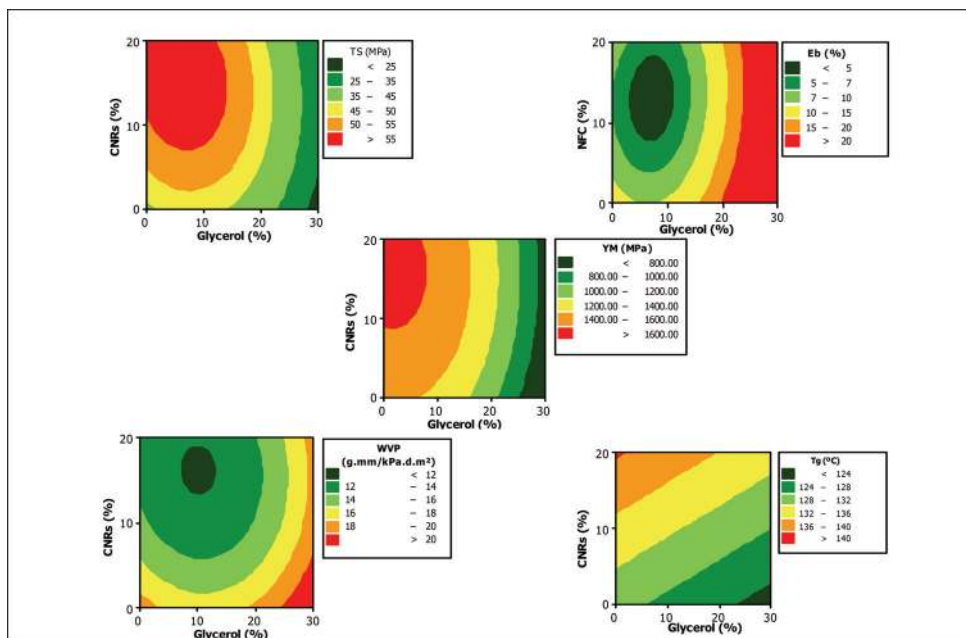 TS (MPa)
< 25
25 – 35
35 – 45
45 – 50
50 – 55
> 55
CNRs (%)
20
10
0
0 10 20 30
Glycerol (%)
Eb (%)
< 5
5 – 7
7 – 10
10 – 15
15 – 20
> 20
NFC (%)
20
10
0
0 10 20 30
Glycerol (%)
YM (MPa)
< 800.00
800.00 – 1000.00
1000.00 – 1200.00
1200.00 – 1400.00
1400.00 – 1600.00
> 1600.00
CNRs (%)
20
10
0
0 10 20 30
Glycerol (%)
WVP
(g.mm/kPa.d.m²)
< 12
12 – 14
14 – 16
16 – 18
18 – 20
> 20
CNRs (%)
20
10
0
0 10 20 30
Glycerol (%)
Tg (ºC)
< 124
124 – 128
128 – 132
132 – 136
136 – 140
> 140
CNRs (%)
20
10
0
0 10 20 30
Glycerol (%)